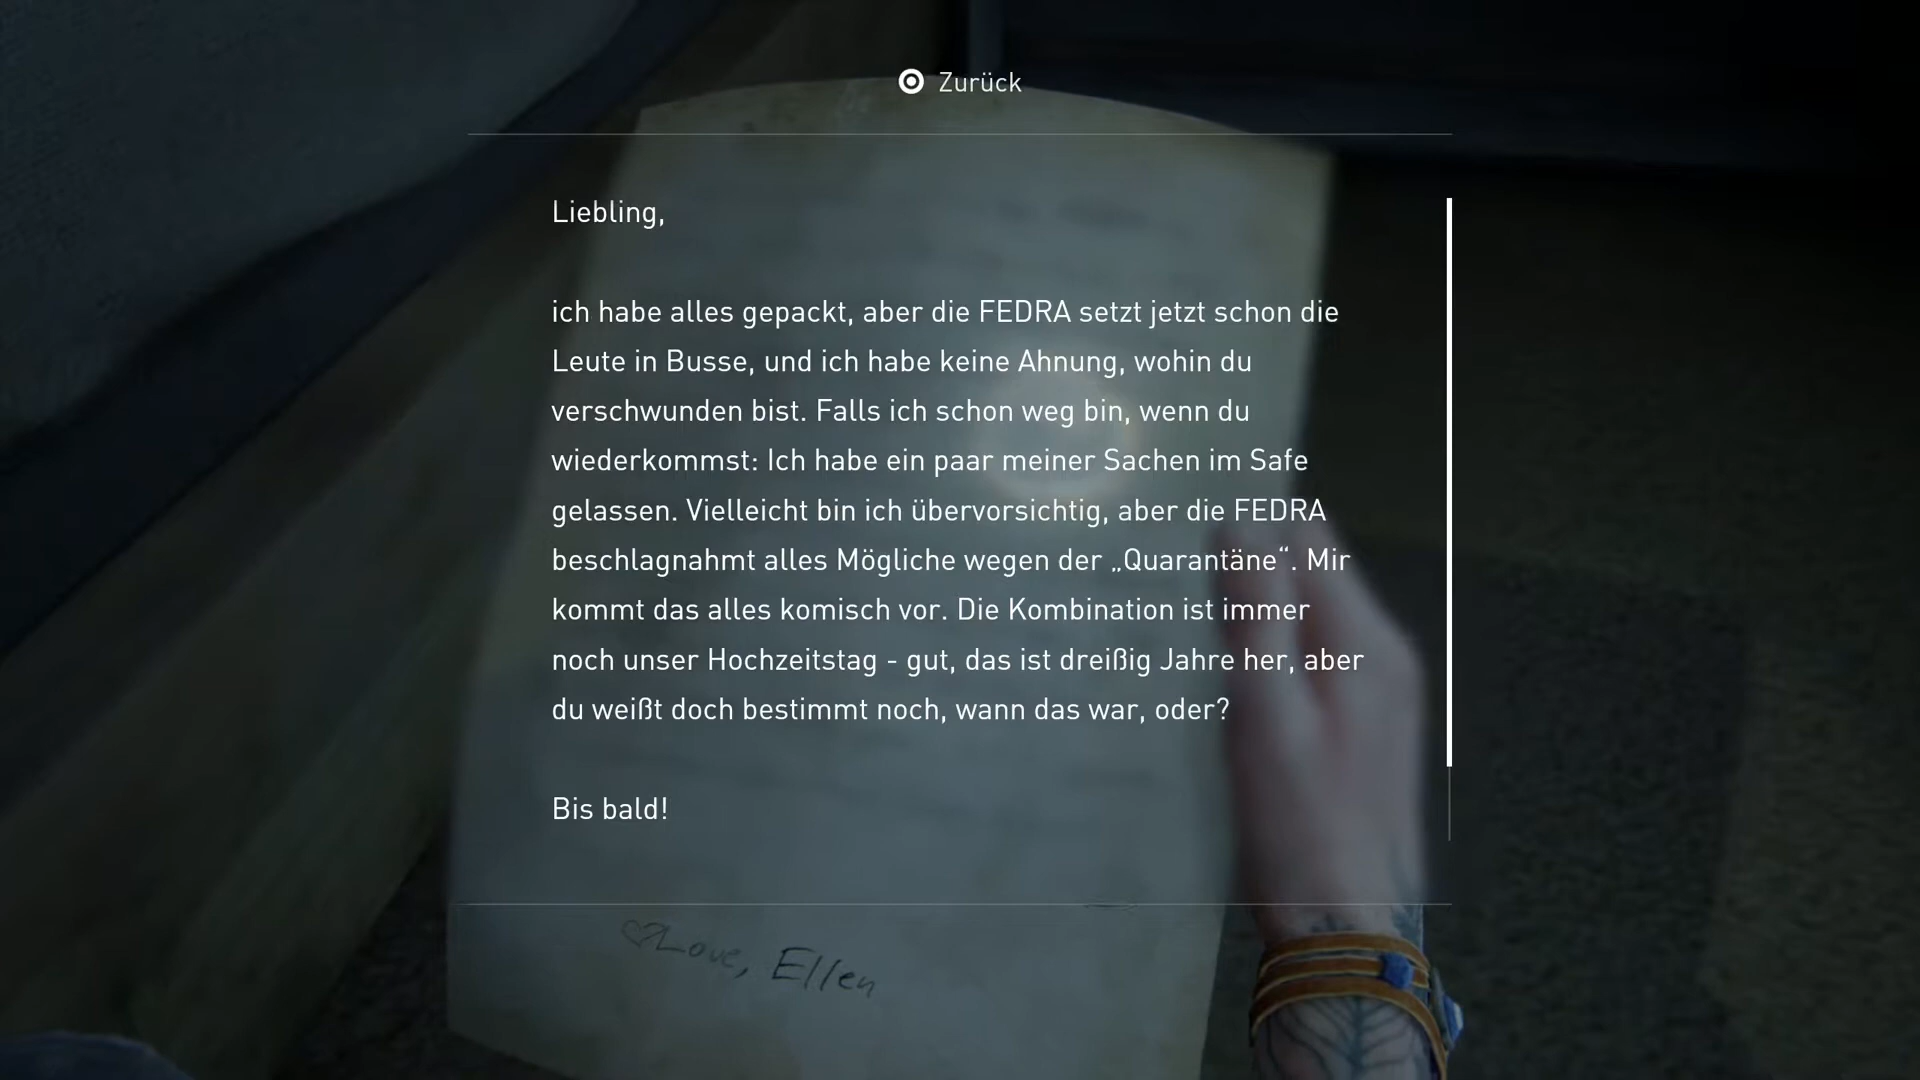 Zurück
Liebling,
ich habe alles gepackt, aber die FEDRA setzt jetzt schon die
Leute in Busse, und ich habe keine Ahnung, wohin du
verschwunden bist. Falls ich schon weg bin, wenn du
wiederkommst: Ich habe ein paar meiner Sachen im Safe
gelassen. Vielleicht bin ich übervorsichtig, aber die FEDRA
beschlagnahmt alles Mögliche wegen der „Quarantäne“. Mir
kommt das alles komisch vor. Die Kombination ist immer
noch unser Hochzeitstag - gut, das ist dreißig Jahre her, aber
du weißt doch bestimmt noch, wann das war, oder?
Bis bald!
Love, Ellen